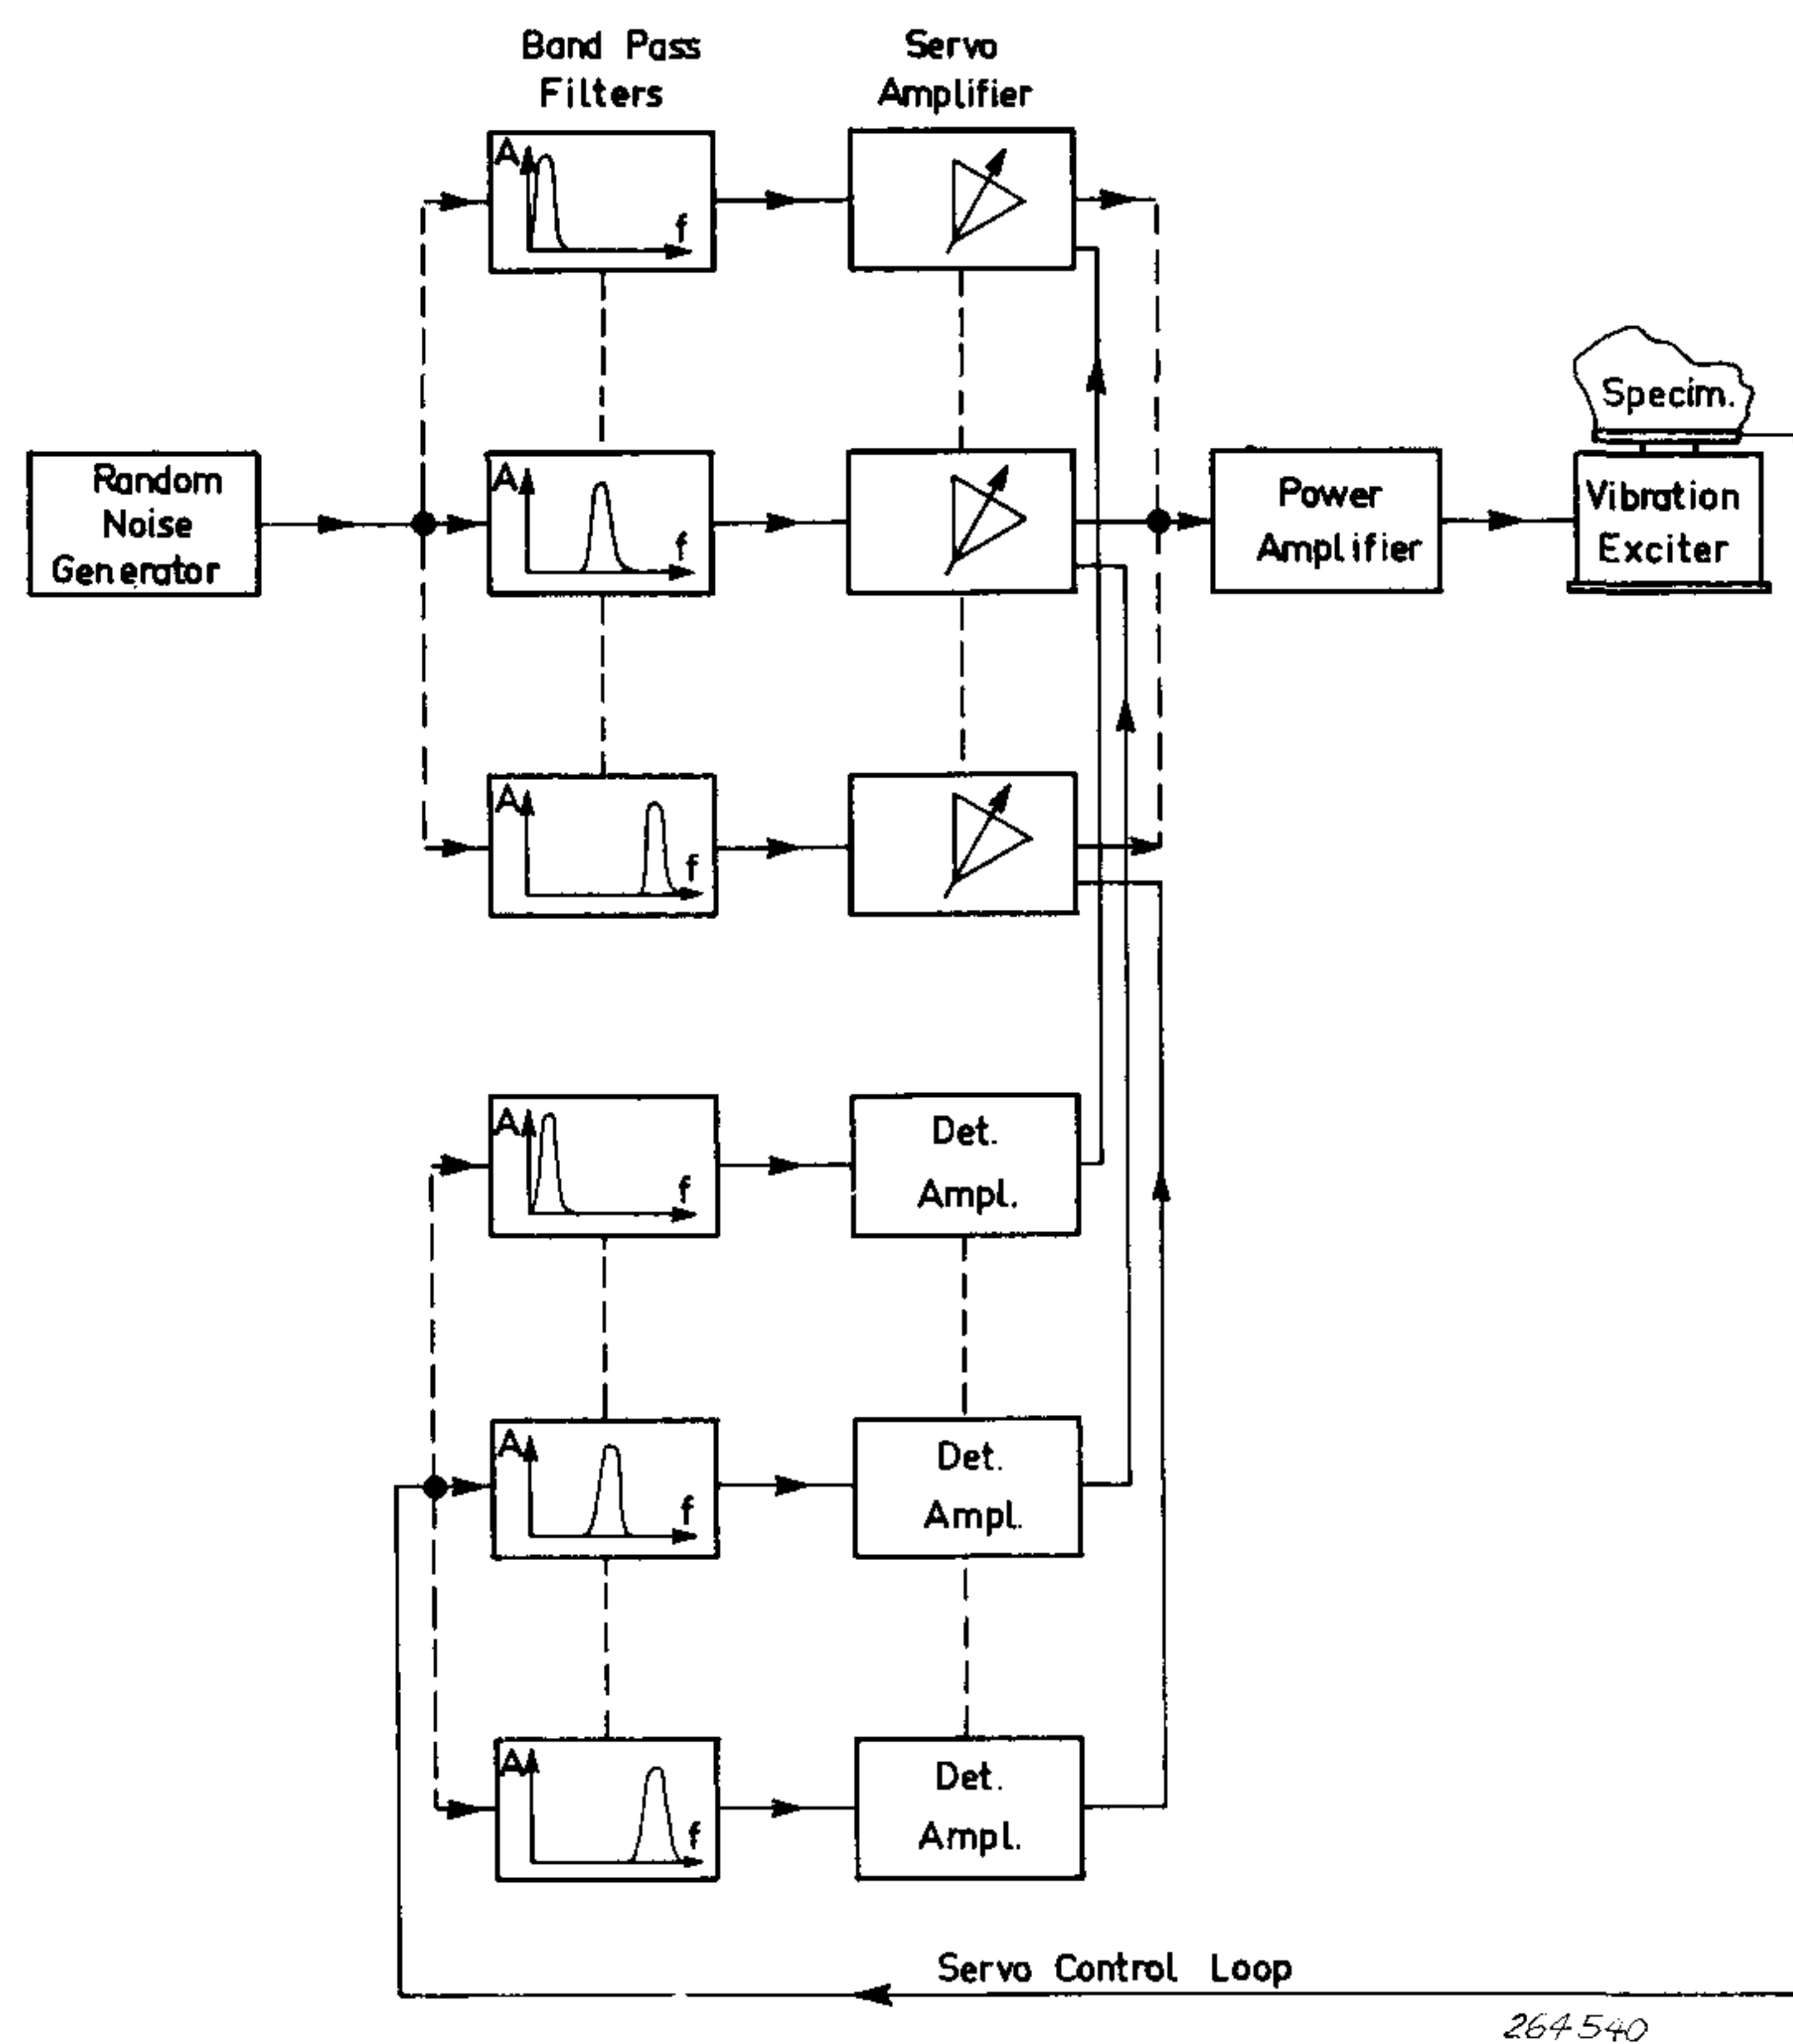 Band Pass
Filters
Servo
Amplifier
A
f
Random
Noise
Generator
A
f
Power
Amplifier
Specim.
Vibration
Exciter
A
f
A
f
Det.
Ampl.
A
f
Det.
Ampl.
A
f
Det.
Ampl.
Servo Control Loop
264540